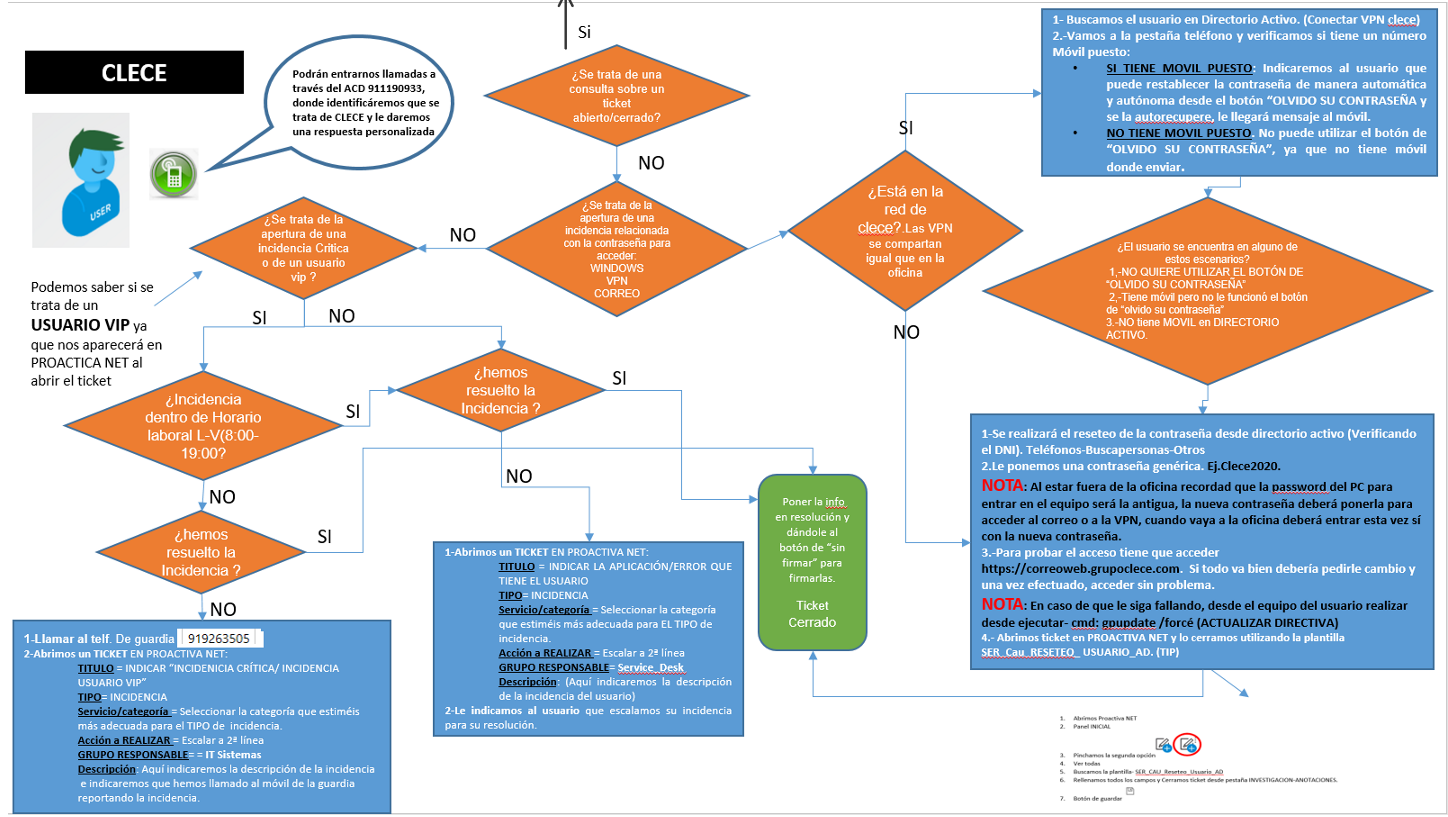 Si
CLECE
Podrán entrarnos llamadas a
través del ACD 911190933,
donde identificáremos que se
trata de CLECE y le daremos
una respuesta personalizada
USER
¿Se trata de una
consulta sobre un
ticket
abierto/cerrado?
NO
¿Se trata de la
apertura de una
incidencia relacionada
con la contraseña para
acceder:
WINDOWS
VPN
CORREO
NO
¿Se trata de la
apertura de una
incidencia Crítica
o de un usuario
vip ?
Podemos saber si se
trata de un
USUARIO VIP ya
que nos aparecerá en
PROACTICA NET al
abrir el ticket
SI
NO
¿Incidencia
dentro de Horario
laboral L-V(8:00-
19:00?
SI
NO
¿hemos
resuelto la
Incidencia ?
SI
NO
¿hemos
resuelto la
Incidencia ?
SI
NO
1-Llamar al telf. De guardia 919263505
2-Abrimos un TICKET EN PROACTIVA NET:
TITULO = INDICAR "INCIDENICIA CRÍTICA/ INCIDENCIA
USUARIO VIP"
TIPO= INCIDENCIA
Servicio/categoría = Seleccionar la categoría que estiméis
más adecuada para el TIPO de incidencia.
Acción a REALIZAR = Escalar a 2ª línea
GRUPO RESPONSABLE= = IT Sistemas
Descripción: Aquí indicaremos la descripción de la incidencia
e indicaremos que hemos llamado al móvil de la guardia
reportando la incidencia.
1-Abrimos un TICKET EN PROACTIVA NET:
TITULO = INDICAR LA APLICACIÓN/ERROR QUE
TIENE EL USUARIO
TIPO= INCIDENCIA
Servicio/categoría = Seleccionar la categoría
que estiméis más adecuada para EL TIPO de
incidencia.
Acción a REALIZAR = Escalar a 2ª línea
GRUPO RESPONSABLE= Service_Desk
Descripción: (Aquí indicaremos la descripción
de la incidencia del usuario)
2-Le indicamos al usuario que escalamos su incidencia
para su resolución.
Poner la info
en resolución y
dándole al
botón de "sin
firmar" para
firmarlas.
Ticket
Cerrado
¿Está en la
red de
clece?.Las VPN
se compartan
igual que en la
oficina
SI
NO
1- Buscamos el usuario en Directorio Activo. (Conectar VPN clece)
2.-Vamos a la pestaña teléfono y verificamos si tiene un número
Móvil puesto:
• SI TIENE MOVIL PUESTO: Indicaremos al usuario que
puede restablecer la contraseña de manera automática
y autónoma desde el botón "OLVIDO SU CONTRASEÑA y
se la autorecupere, le llegará mensaje al móvil.
• NO TIENE MOVIL PUESTO. No puede utilizar el botón de
"OLVIDO SU CONTRASEÑA", ya que no tiene móvil
donde enviar.
¿El usuario se encuentra en alguno de
estos escenarios?
1,-NO QUIERE UTILIZAR EL BOTÓN DE
"OLVIDÓ SU CONTRASEÑA"
2,-Tiene móvil pero no le funcionó el botón
de "olvido su contraseña"
3.-NO tiene MOVIL en DIRECTORIO
ACTIVO.
1-Se realizará el reseteo de la contraseña desde directorio activo (Verificando
el DNI). Teléfonos-Buscapersonas-Otros
2.Le ponemos una contraseña genérica. Ej.Clece2020.
NOTA: Al estar fuera de la oficina recordad que la password del PC para
entrar en el equipo será la antigua, la nueva contraseña deberá ponerla para
acceder al correo o a la VPN, cuando vaya a la oficina deberá entrar esta vez sí
con la nueva contraseña.
3.-Para probar el acceso tiene que acceder
https://correoweb.grupoclece.com. Si todo va bien debería pedirle cambio y
una vez efectuado, acceder sin problema.
NOTA: En caso de que le siga fallando, desde el equipo del usuario realizar
desde ejecutar- cmd: gpupdate /forcé (ACTUALIZAR DIRECTIVA)
4.- Abrimos ticket en PROACTIVA NET y lo cerramos utilizando la plantilla
SER_Cau_RESETEO_ USUARIO_AD. (TIP)
1. Abrimos Proactiva NET
2. Panel INICIAL
3. Pinchamos la segunda opción
4. Ver todas
5. Buscamos la plantilla- SER_CAU_Reseteo_Usuario_AD
6. Rellenamos todos los campos y Cerramos ticket desde pestaña INVESTIGACION-ANOTACIONES.
7. Botón de guardar